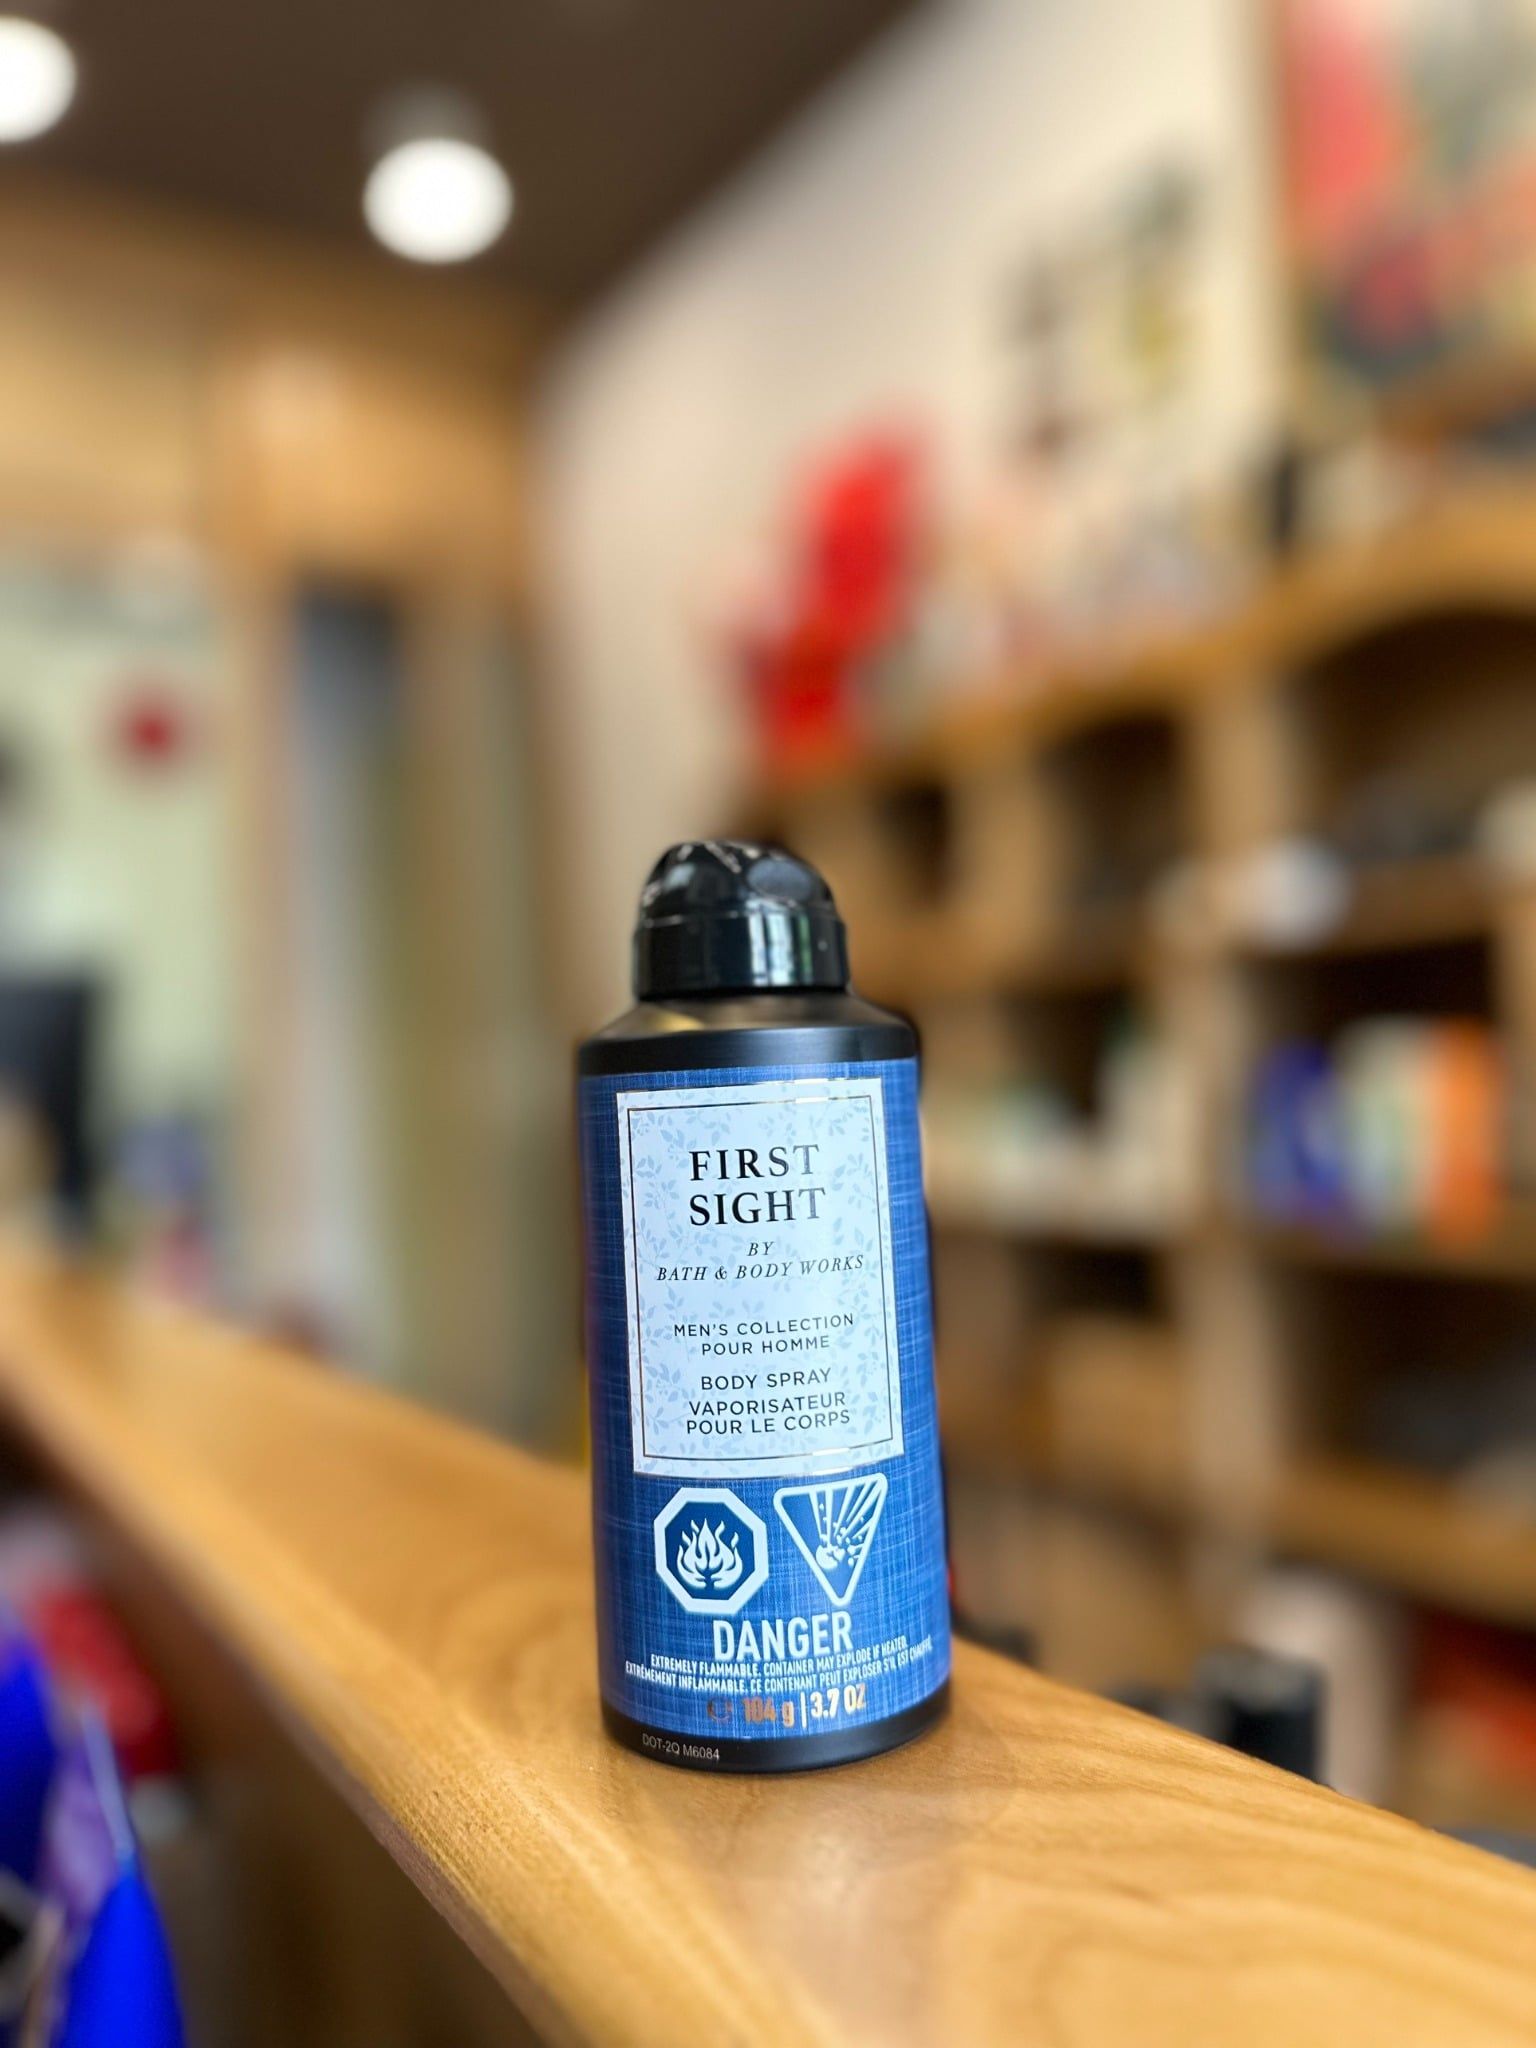 FIRST
SIGHT
BY
BATH & BODY WORKS
MEN'S COLLECTION
POUR HOMME
BODY SPRAY
VAPORISATEUR
POUR LE CORPS
DANGER
EXTREMELY FLAMMABLE. CONTAINER MAY EXPLODE IF HEATED.
EXTRÊMEMENT INFLAMMABLE. CE CONTENANT PEUT EXPLOSER S'IL EST CHAUFFÉ.
104 g | 3.7 OZ
DOT-2Q M6084